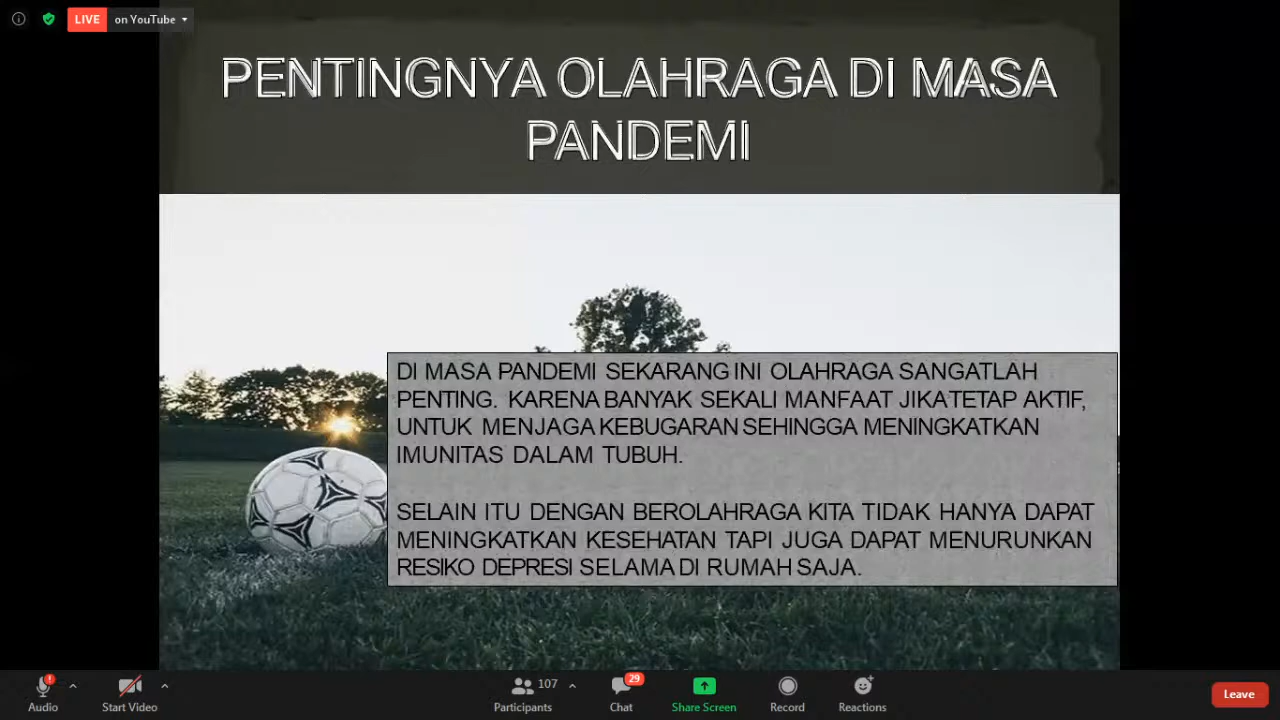 LIVE on YouTube
PENTINGNYA OLAHRAGA DI MASA
PANDEMI
DI MASA PANDEMI SEKARANG INI OLAHRAGA SANGATLAH
PENTING. KARENA BANYAK SEKALI MANFAAT JIKA TETAP AKTIF,
UNTUK MENJAGA KEBUGARAN SEHINGGA MENINGKATKAN
IMUNITAS DALAM TUBUH.
SELAIN ITU DENGAN BEROLAHRAGA KITA TIDAK HANYA DAPAT
MENINGKATKAN KESEHATAN TAPI JUGA DAPAT MENURUNKAN
RESIKO DEPRESI SELAMA DI RUMAH SAJA.
107
29
Audio
Start Video
Participants
Chat
Share Screen
Record
Reactions
Leave